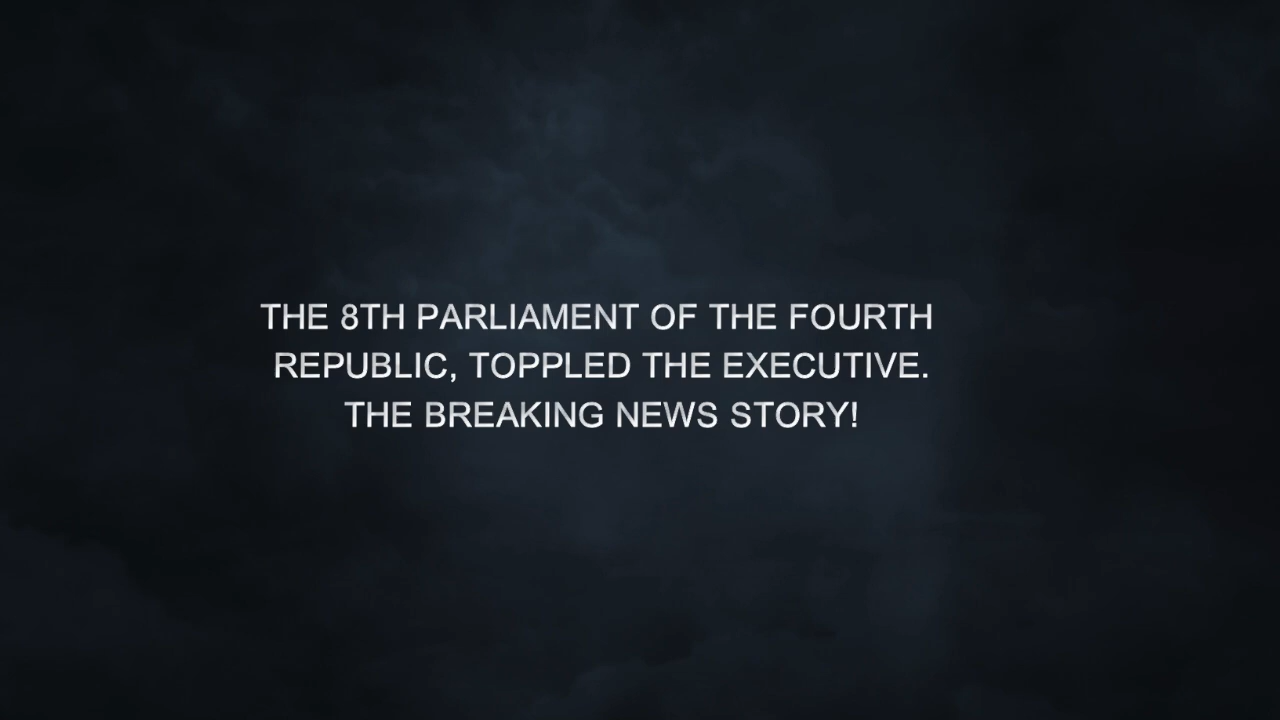 THE 8TH PARLIAMENT OF THE FOURTH
REPUBLIC, TOPPLED THE EXECUTIVE.
THE BREAKING NEWS STORY!